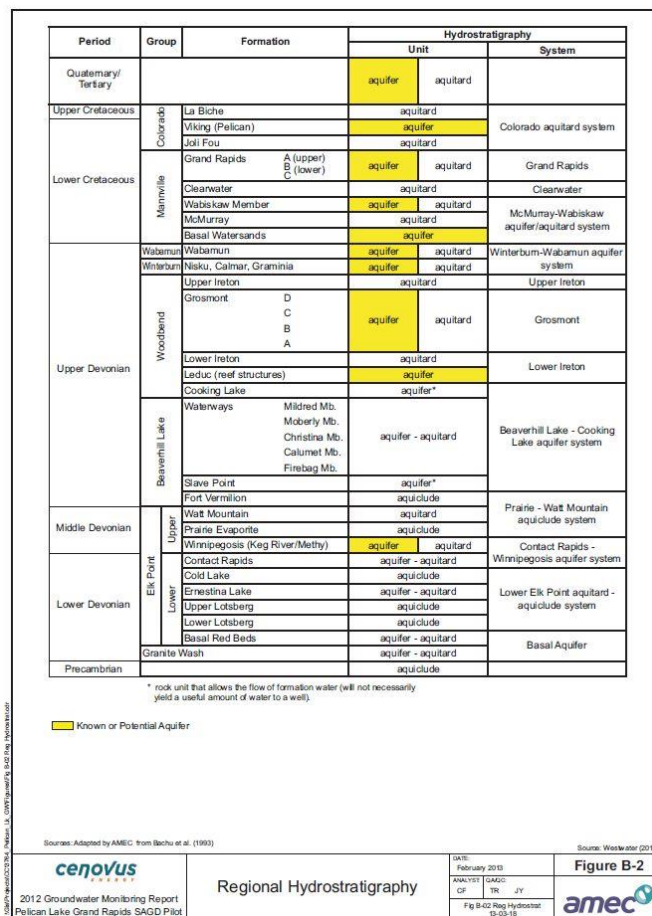 Period Group Formation Hydrostratigraphy
Unit System
Quaternary/
Tertiary
aquifer aquitard
Upper Cretaceous
Colorado
La Biche aquitard
Viking (Pelican) aquifer
Joli Fou aquitard
Colorado aquitard system
Lower Cretaceous
Mannville
Grand Rapids A (upper)
B
C (lower)
aquifer aquitard
Grand Rapids
Clearwater aquitard Clearwater
Wabiskaw Member aquifer aquitard
McMurray aquitard
Basal Watersands aquifer
McMurray-Wabiskaw
aquifer/aquitard system
Upper Devonian
Wabamun Wabamun aquifer aquitard
Winterburn Nisku, Calmar, Graminia aquifer aquitard
Winterburn-Wabamun aquifer
system
Woodbend
Upper Ireton aquitard Upper Ireton
Grosmont D
C
B
A
aquifer aquitard
Grosmont
Lower Ireton aquitard
Leduc (reef structures) aquifer
Lower Ireton
Cooking Lake aquifer*
Beaverhill Lake
Waterways Mildred Mb.
Moberly Mb.
Christina Mb.
Calumet Mb.
Firebag Mb.
aquifer - aquitard
Slave Point aquifer*
Beaverhill Lake - Cooking
Lake aquifer system
Fort Vermilion aquiclude
Middle Devonian
Elk Point
Upper
Watt Mountain aquitard
Prairie Evaporite aquiclude
Prairie - Watt Mountain
aquiclude system
Winnipegosis (Keg River/Methy) aquifer aquitard
Lower Devonian
Lower
Contact Rapids aquifer - aquitard
Contact Rapids -
Winnipegosis aquifer system
Cold Lake aquiclude
Ernestina Lake aquifer - aquitard
Upper Lotsberg aquiclude
Lower Lotsberg aquiclude
Lower Elk Point aquitard -
aquiclude system
Basal Red Beds aquifer - aquitard
Granite Wash aquifer - aquitard
Basal Aquifer
Precambrian aquiclude
* rock unit that allows the flow of formation water (will not necessarily
yield a useful amount of water to a well).
Known or Potential Aquifer
Sources: Adapted by AMEC from Bachu et al. (1993)
Source: Westwater (201
cenovus
ENERGY
2012 Groundwater Monitoring Report
Pelican Lake Grand Rapids SAGD Pilot
Regional Hydrostratigraphy
DATE:
February 2013
ANALYST QA/QC
CF TR JY
Fig B-02 Reg Hydrostrat
13-03-18
Figure B-2
amec